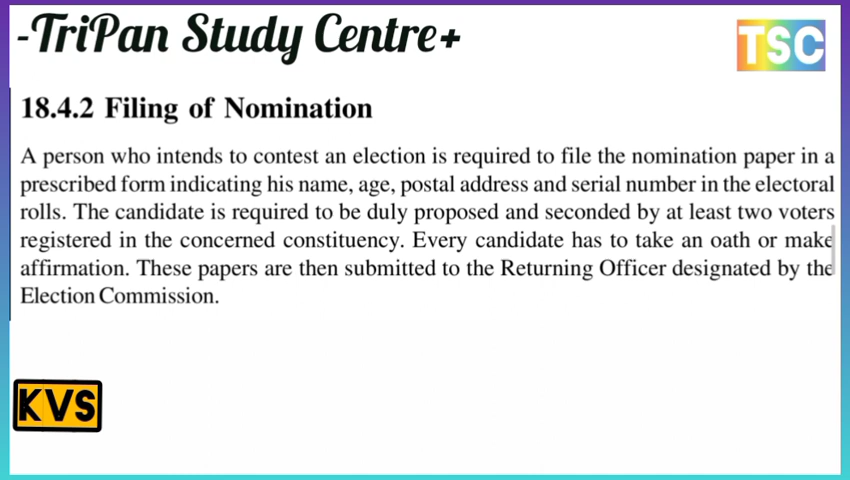 -TriPan Study Centre+
TSC
18.4.2 Filing of Nomination
A person who intends to contest an election is required to file the nomination paper in a
prescribed form indicating his name, age, postal address and serial number in the electoral
rolls. The candidate is required to be duly proposed and seconded by at least two voters
registered in the concerned constituency. Every candidate has to take an oath or make
affirmation. These papers are then submitted to the Returning Officer designated by the
Election Commission.
KVS